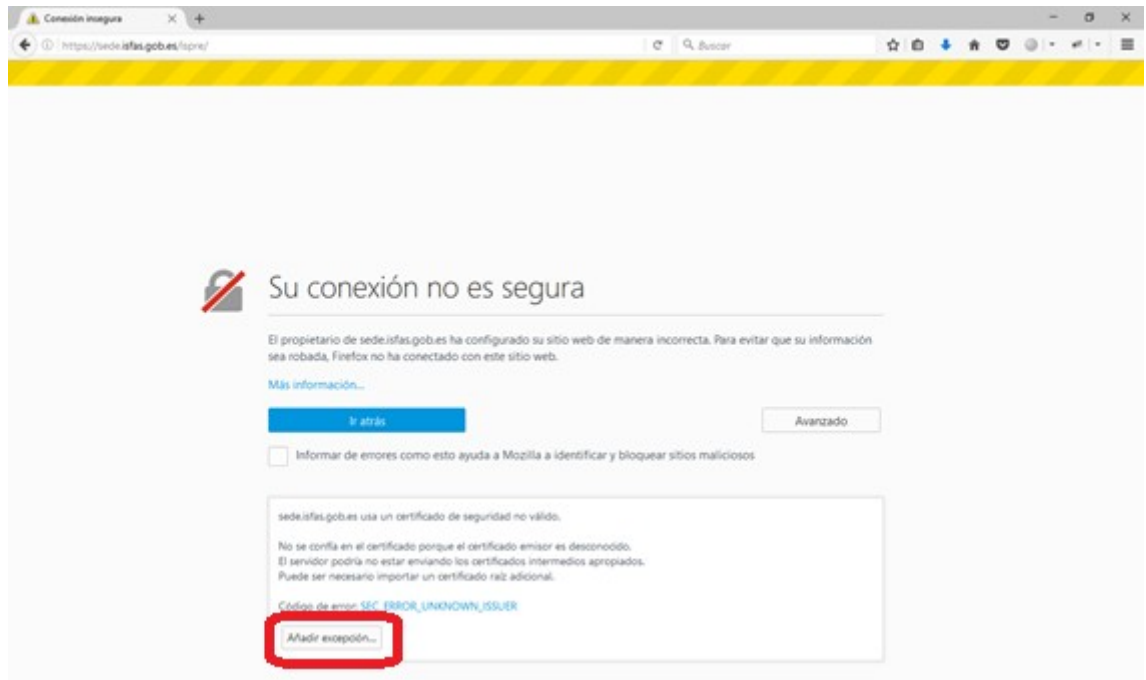 Conexión insegura
https://sede.isfas.gob.es/ispre/
Buscar
Su conexión no es segura
El propietario de sede.isfas.gob.es ha configurado su sitio web de manera incorrecta. Para evitar que su información
sea robada, Firefox no ha conectado con este sitio web.
Más información...
Ir atrás
Avanzado
Informar de errores como esto ayuda a Mozilla a identificar y bloquear sitios maliciosos
sede.isfas.gob.es usa un certificado de seguridad no válido.
No se confía en el certificado porque el certificado emisor es desconocido.
El servidor podría no estar enviando los certificados intermedios apropiados.
Puede ser necesario importar un certificado raíz adicional.
Código de error: SEC_ERROR_UNKNOWN_ISSUER
Añadir excepción...